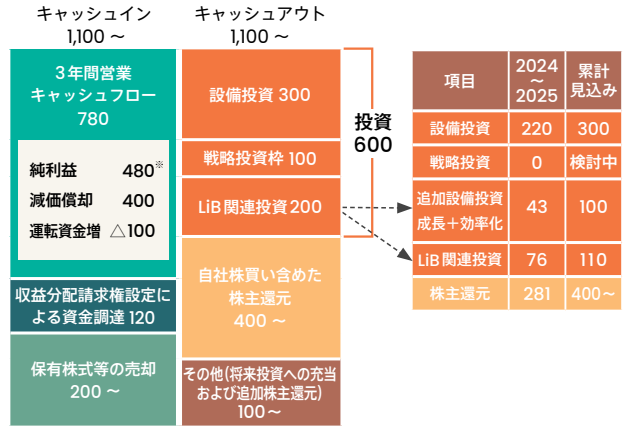 キャッシュイン
1,100 ～
3年間営業
キャッシュフロー
780
純利益 480※
減価償却 400
運転資金増 △100
収益分配請求権設定に
よる資金調達 120
保有株式等の売却
200 ～
キャッシュアウト
1,100 ～
設備投資 300
戦略投資枠 100
LiB関連投資200
自社株買い含めた
株主還元
400 ～
その他(将来投資への充当
および追加株主還元)
100～
投資
600
項目 2024～2025 累計見込み
設備投資 220 300
戦略投資 0 検討中
追加設備投資
成長＋効率化 43 100
LiB関連投資 76 110
株主還元 281 400～